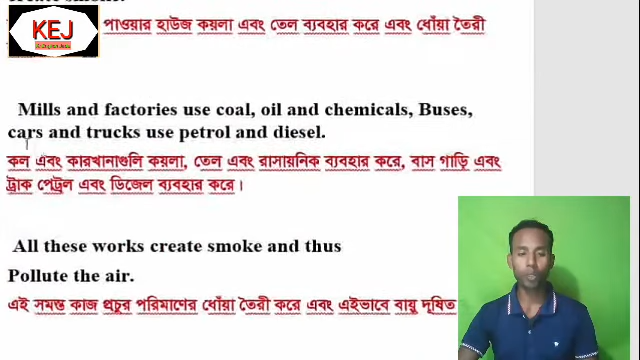 KEJ
পাওয়ার হাউজ কয়লা এবং তেল ব্যবহার করে এবং ধোঁয়া তৈরী
Mills and factories use coal, oil and chemicals, Buses,
cars and trucks use petrol and diesel.
কল এবং কারখানাগুলি কয়লা, তেল এবং রাসায়নিক ব্যবহার করে, বাস গাড়ি এবং
ট্রাক পেট্রল এবং ডিজেল ব্যবহার করে।
All these works create smoke and thus
Pollute the air.
এই সমস্ত কাজ প্রচুর পরিমাণের ধোঁয়া তৈরী করে এবং এইভাবে বায়ু দূষিত